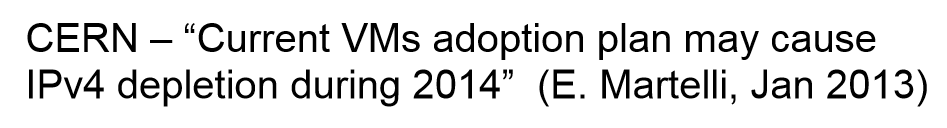 CERN – “Current VMs adoption plan may cause
IPv4 depletion during 2014”  (E. Martelli, Jan 2013)